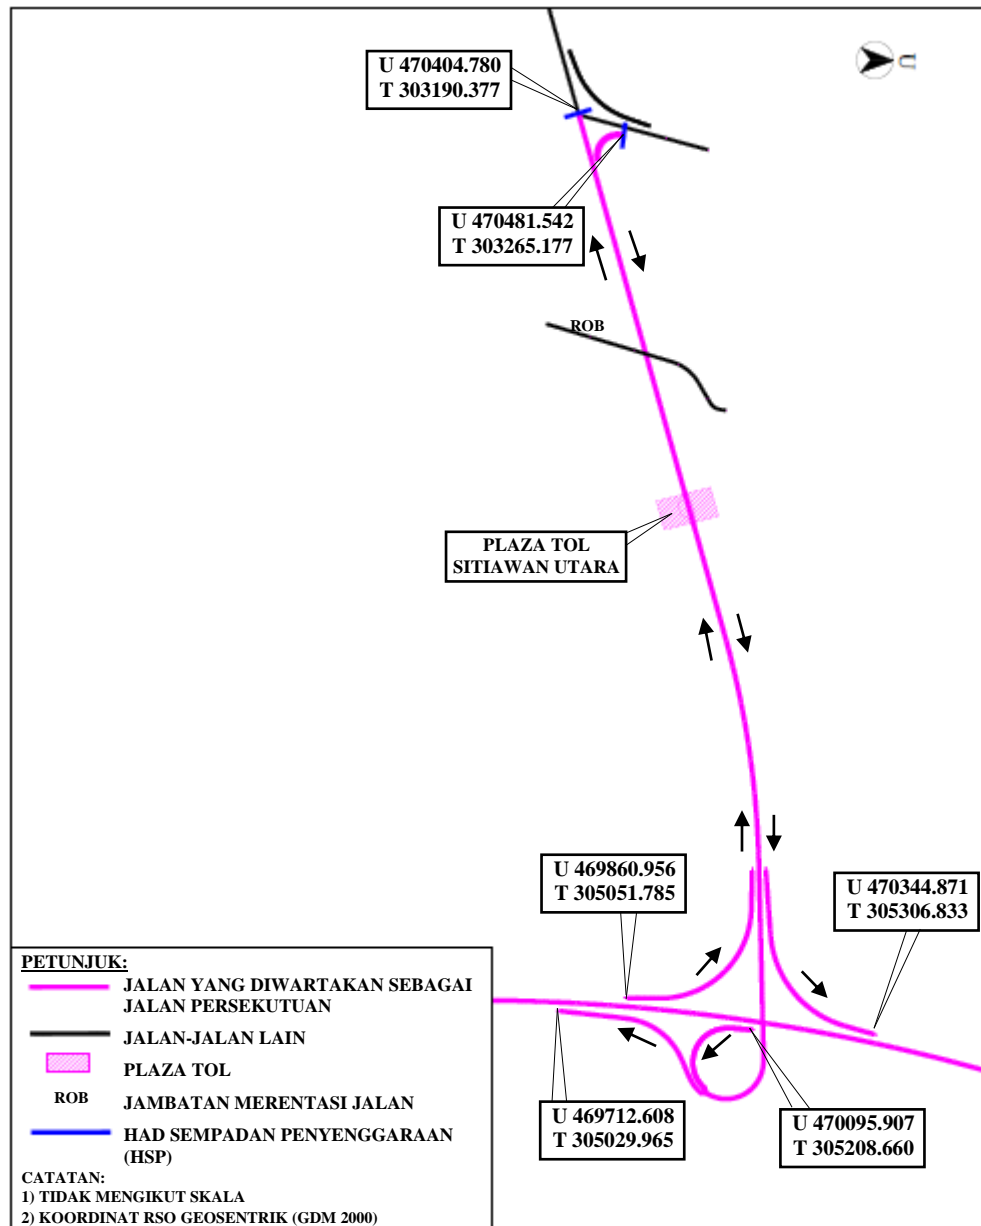 U 470404.780
T 303190.377
U
U 470481.542
T 303265.177
ROB
PLAZA TOL
SITIAWAN UTARA
U 469860.956
T 305051.785
U 470344.871
T 305306.833
U 469712.608
T 305029.965
U 470095.907
T 305208.660
PETUNJUK:
JALAN YANG DIWARTAKAN SEBAGAI
JALAN PERSEKUTUAN
JALAN-JALAN LAIN
PLAZA TOL
ROB JAMBATAN MERENTASI JALAN
HAD SEMPADAN PENYENGGARAAN
(HSP)
CATATAN:
1) TIDAK MENGIKUT SKALA
2) KOORDINAT RSO GEOSENTRIK (GDM 2000)